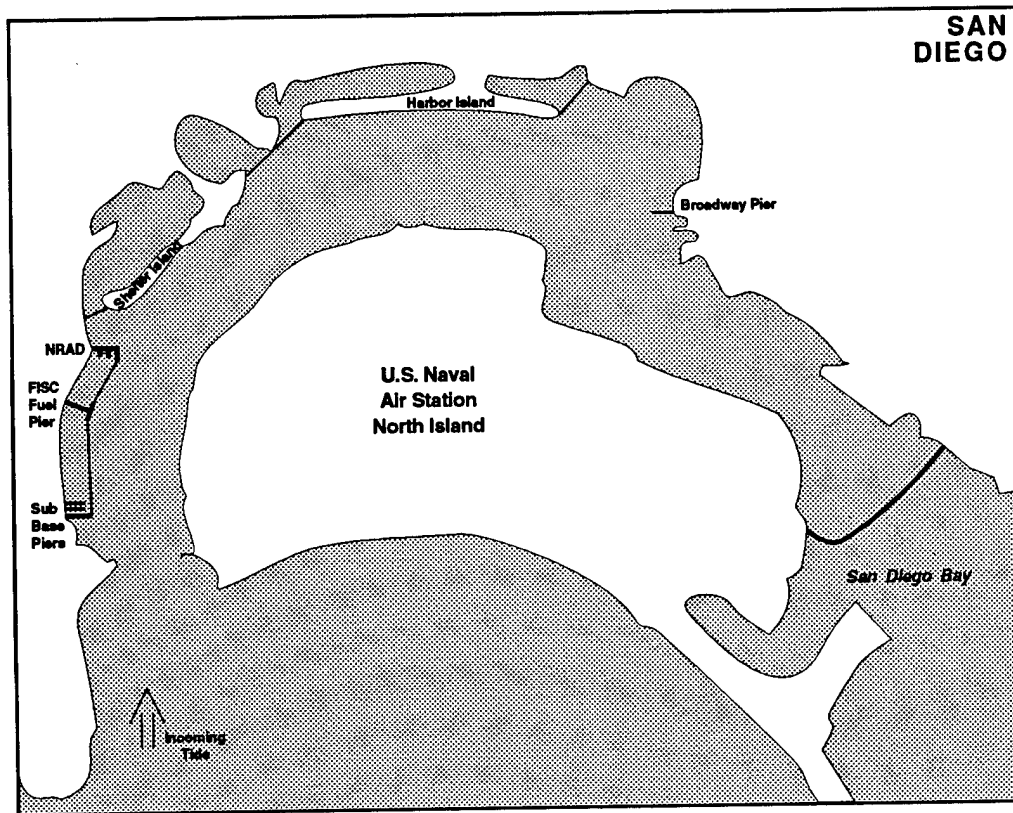 SAN
DIEGO
Harbor Island
Broadway Pier
Shelter Island
NRAD
FISC
Fuel
Pier
U.S. Naval
Air Station
North Island
Sub
Base
Piers
San Diego Bay
Incoming
Tide